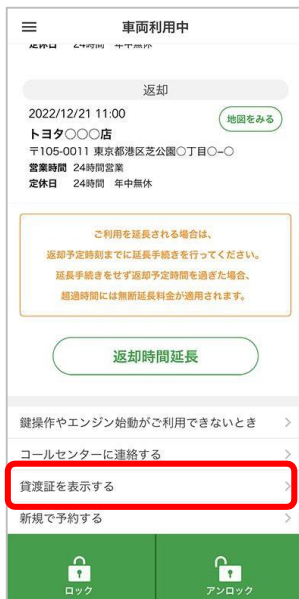 車両利用中
定休日 24時間 年中無休
返却
2022/12/21 11:00
地図をみる
トヨタ〇〇〇店
〒105-0011 東京都港区芝公園〇丁目〇−〇
営業時間 24時間営業
定休日 24時間 年中無休
ご利用を延長される場合は、
返却予定時刻までに延長手続きを行ってください。
延長手続きをせず返却予定時間を過ぎた場合、
超過時間には無断延長料金が適用されます。
返却時間延長
鍵操作やエンジン始動がご利用できないとき
コールセンターに連絡する
貸渡証を表示する
新規で予約する
ロック
アンロック